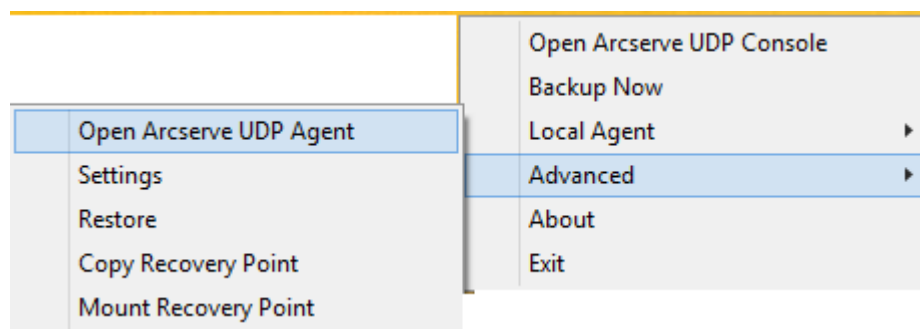 Open Arcserve UDP Console
Backup Now
Local Agent
Advanced
About
Exit
Open Arcserve UDP Agent
Settings
Restore
Copy Recovery Point
Mount Recovery Point